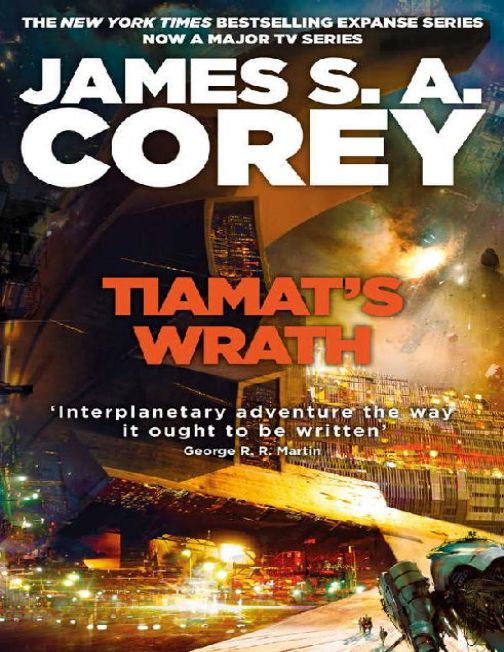 THE NEW YORK TIMES BESTSELLING EXPANSE SERIES
NOW A MAJOR TV SERIES
JAMES S. A.
COREY
TIAMAT'S
WRATH
‘Interplanetary adventure the way
it ought to be written’
George R. R. Martin